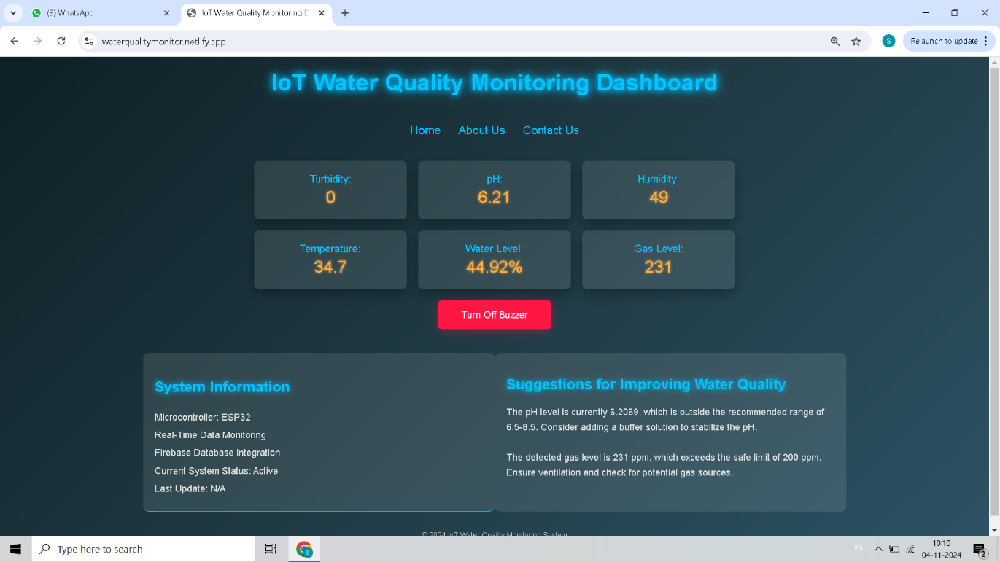 (3) WhatsApp
IoT Water Quality Monitoring D
waterqualitymonitor.netlify.app
S
Relaunch to update
IoT Water Quality Monitoring Dashboard
Home About Us Contact Us
Turbidity:
0
pH:
6.21
Humidity:
49
Temperature:
34.7
Water Level:
44.92%
Gas Level:
231
Turn Off Buzzer
System Information
Microcontroller: ESP32
Real-Time Data Monitoring
Firebase Database Integration
Current System Status: Active
Last Update: N/A
Suggestions for Improving Water Quality
The pH level is currently 6.2069, which is outside the recommended range of
6.5-8.5. Consider adding a buffer solution to stabilize the pH.
The detected gas level is 231 ppm, which exceeds the safe limit of 200 ppm.
Ensure ventilation and check for potential gas sources.
© 2024 IoT Water Quality Monitoring System
Type here to search
S
EN
10:10
04-11-2024
2